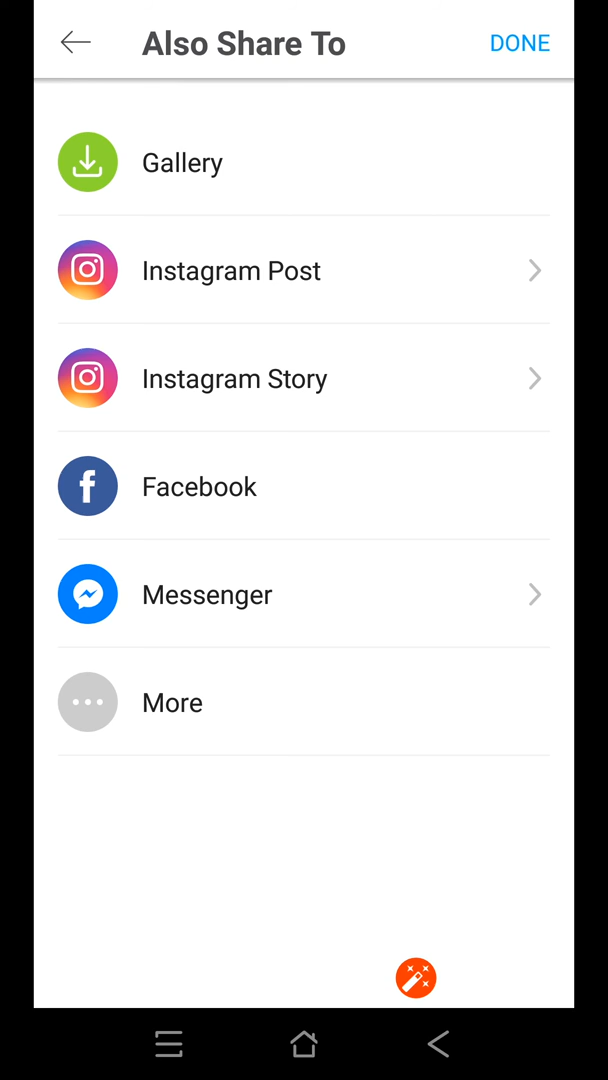 Also Share To
DONE
Gallery
Instagram Post
Instagram Story
Facebook
Messenger
More